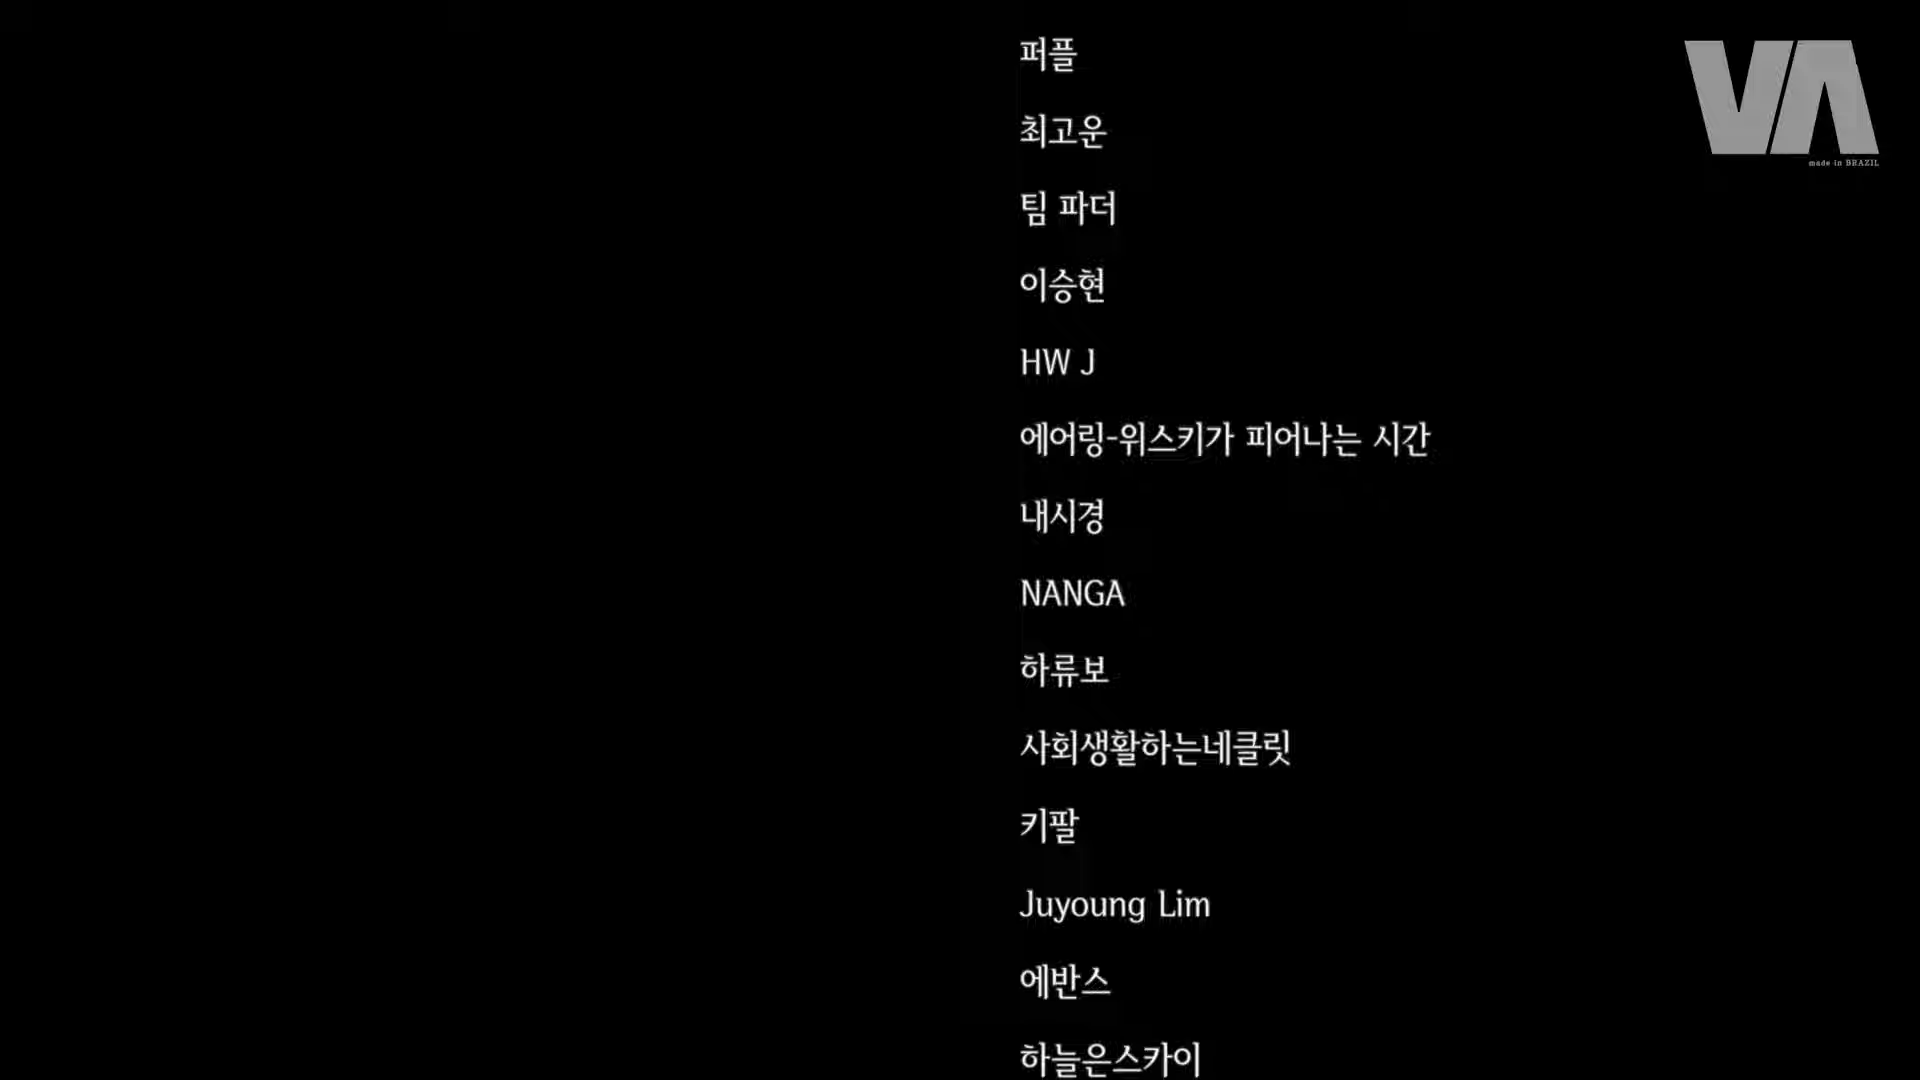 퍼플
최고운
팀 파더
이승현
HW J
에어링-위스키가 피어나는 시간
내시경
NANGA
하류보
사회생활하는네클릿
키팔
Juyoung Lim
에반스
하늘은스카이
VA
made in BRAZIL